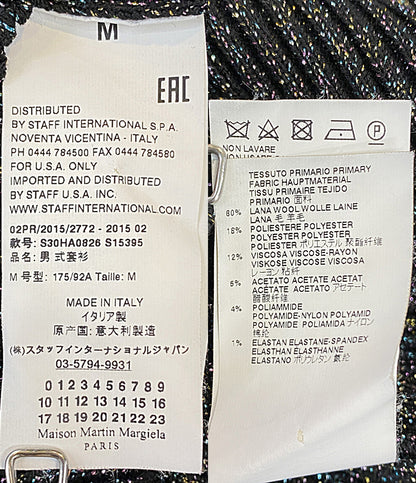 M
EAC
DISTRIBUTED
BY STAFF INTERNATIONAL S.P.A.
NOVENTA VICENTINA - ITALY
PH 0444 784500 FAX 0444 784580
FOR U.S.A. ONLY
IMPORTED AND DISTRIBUTED
BY STAFF U.S.A. INC.
WWW.STAFFINTERNATIONAL.COM
02PR/2015/2772 - 2015 02
款号: S30HA0826 S15395
品名: 男 式套衫
M 号型: 175/92A Taille: M
MADE IN ITALY
イタリア製
原产国: 意大利製造
(株)スタッフインターナショナルジャパン
03-5794-9931
0 1 2 3 4 5 6 7 8 9
10 11 12 13 14 15 16
17 18 19 20 21 22 23
Maison Martin Margiela
PARIS
P
NON LAVARE
TESSUTO PRIMARIO PRIMARY
FABRIC HAUPTMATERIAL
TISSU PRIMAIRE TEJIDO
PRIMARIO 面料
60% LANA WOOL WOLLE LAINE
LANA 毛 羊毛
18% POLIESTERE POLYESTER
POLYESTER POLYESTER
POLIESTER ポリエステル 聚酯纤维
12% VISCOSA VISCOSE-RAYON
VISKOSE VISCOSE VISCOSA
レーヨン 粘纤
5% ACETATO ACETATE ACETAT
ACÉTATE ACETATO アセテート
醋酸纤维
4% POLIAMMIDE
POLYAMIDE-NYLON POLYAMID
POLYAMIDE POLIAMIDA ナイロン
锦纶
1% ELASTAN ELASTANE-SPANDEX
ELASTHAN ELASTHANNE
ELASTANO ポリウレタン 氨纶